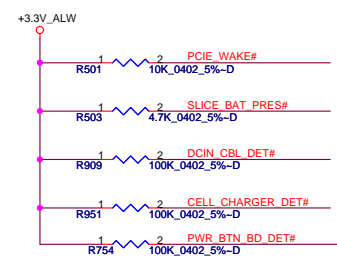 +3.3V_ALW
1 2 PCIE_WAKE#
R501 10K_0402_5%~D
1 2 SLICE_BAT_PRES#
R503 4.7K_0402_5%~D
1 2 DCIN_CBL_DET#
R909 100K_0402_5%~D
1 2 CELL_CHARGER_DET#
R951 100K_0402_5%~D
1 2 PWR_BTN_BD_DET#
R754 100K_0402_5%~D